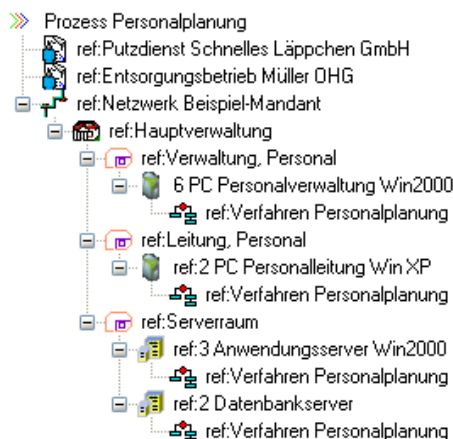 Prozess Personalplanung
ref:Putzdienst Schnelles Läppchen GmbH
ref:Entsorgungsbetrieb Müller OHG
ref:Netzwerk Beispiel-Mandant
ref:Hauptverwaltung
ref:Verwaltung, Personal
6 PC Personalverwaltung Win2000
ref:Verfahren Personalplanung
ref:Leitung, Personal
ref:2 PC Personalleitung Win XP
ref:Verfahren Personalplanung
ref:Serverraum
ref:3 Anwendungsserver Win2000
ref:Verfahren Personalplanung
ref:2 Datenbankserver
ref:Verfahren Personalplanung